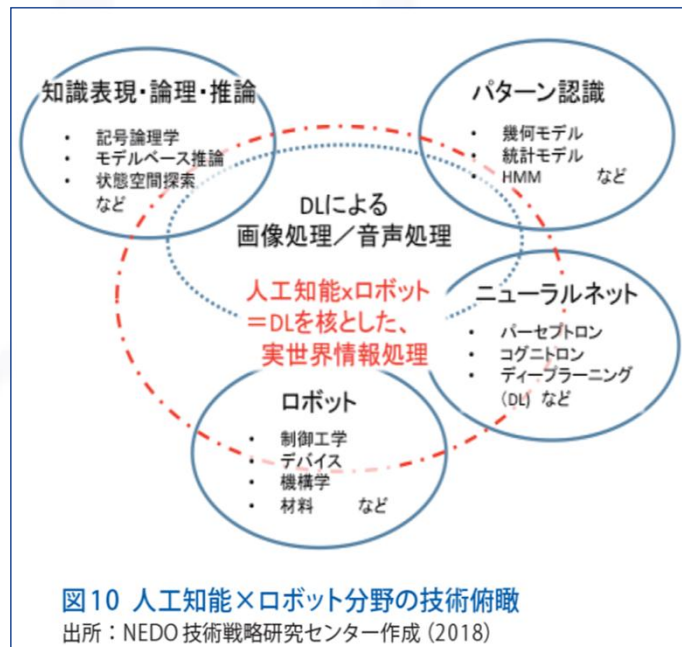 知識表現・論理・推論
・ 記号論理学
・ モデルベース推論
・ 状態空間探索
など
パターン認識
・ 幾何モデル
・ 統計モデル
・ HMM など
DLによる
画像処理／音声処理
人工知能xロボット
＝DLを核とした、
実世界情報処理
ニューラルネット
・ パーセプトロン
・ コグニトロン
・ ディープラーニング
(DL) など
ロボット
・ 制御工学
・ デバイス
・ 機構学
・ 材料 など
図10 人工知能×ロボット分野の技術俯瞰
出所：NEDO 技術戦略研究センター作成 (2018)